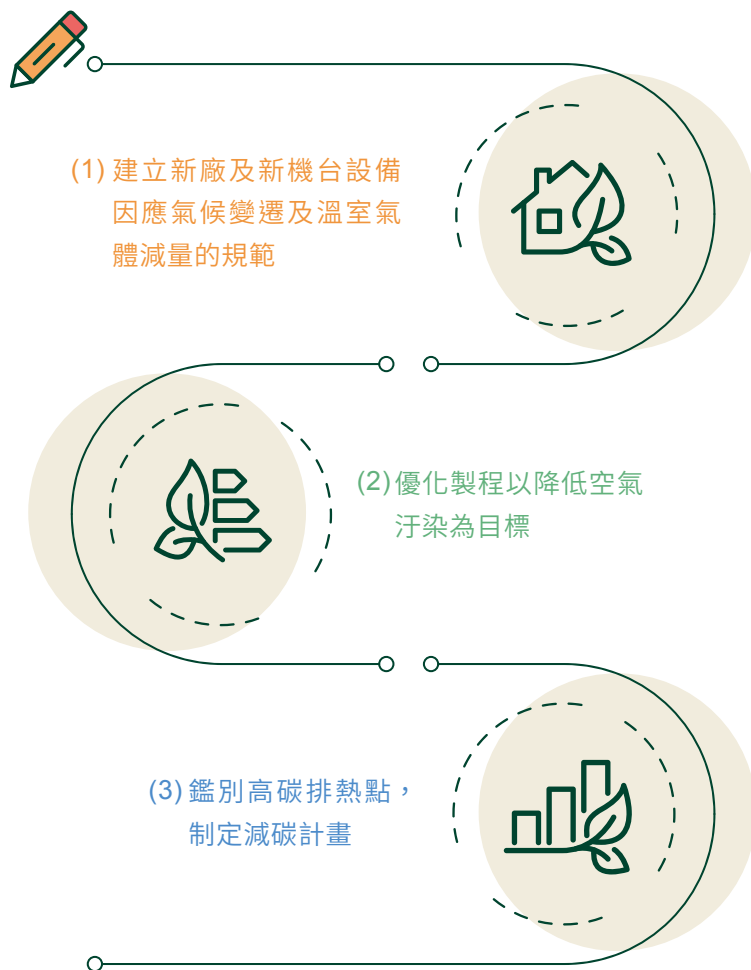 (1) 建立新廠及新機台設備
因應氣候變遷及溫室氣
體減量的規範
(2) 優化製程以降低空氣
汙染為目標
(3) 鑑別高碳排熱點，
制定減碳計畫